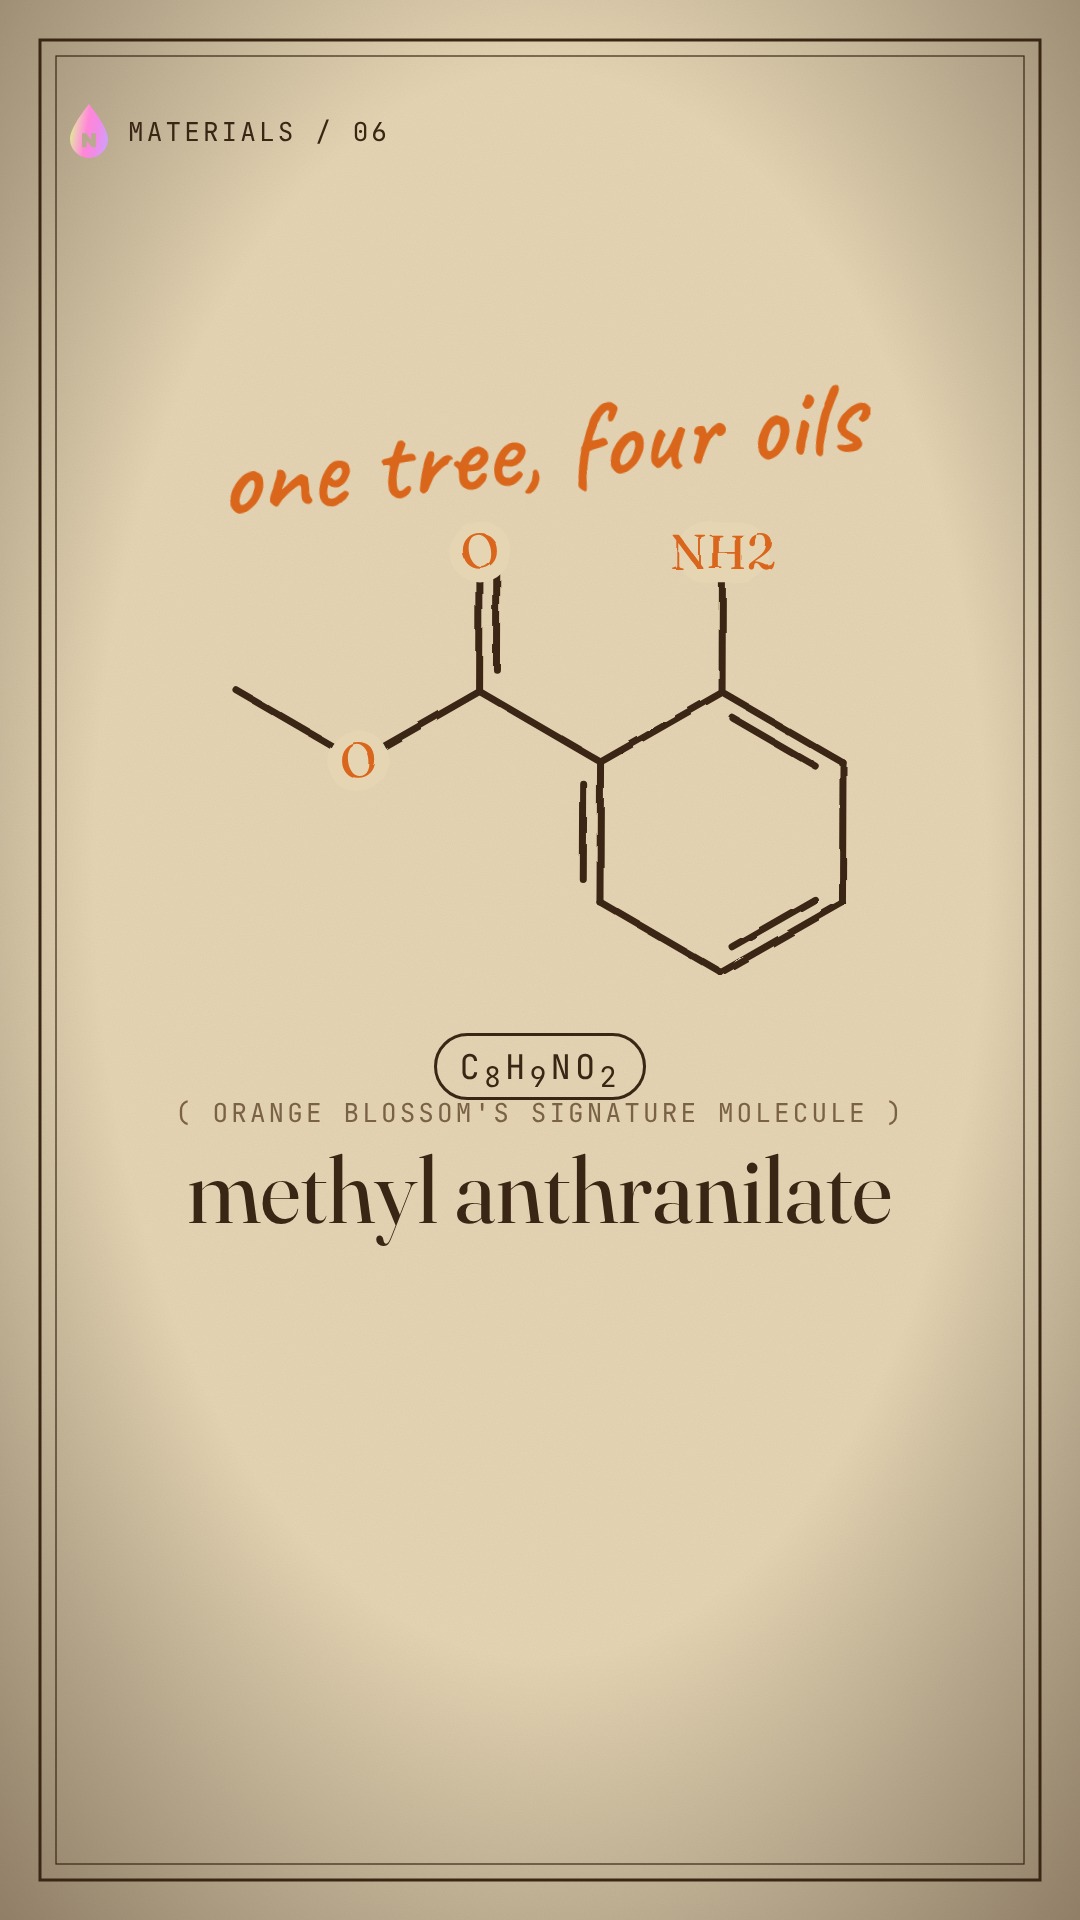 M
MATERIALS / 06
one tree, four oils
O
NH2
O
C₈H₉NO₂
( ORANGE BLOSSOM'S SIGNATURE MOLECULE )
methyl anthranilate